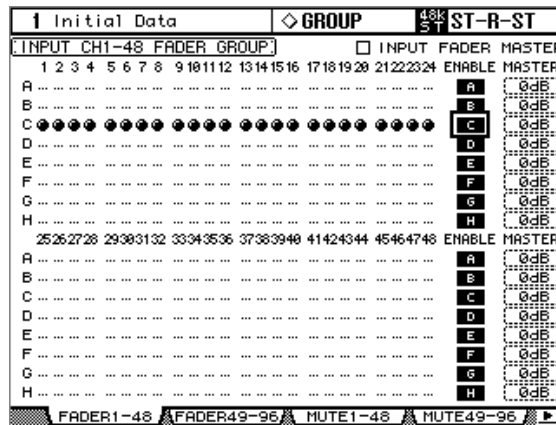 1 Initial Data ◇GROUP 48K ST ST-R-ST
INPUT CH1-48 FADER GROUP □ INPUT FADER MASTER
1 2 3 4 5 6 7 8 9 10 11 12 13 14 15 16 17 18 19 20 21 22 23 24 ENABLE MASTER
A A 0dB
B B 0dB
C C 0dB
D D 0dB
E E 0dB
F F 0dB
G G 0dB
H H 0dB
25 26 27 28 29 30 31 32 33 34 35 36 37 38 39 40 41 42 43 44 45 46 47 48 ENABLE MASTER
A A 0dB
B B 0dB
C C 0dB
D D 0dB
E E 0dB
F F 0dB
G G 0dB
H H 0dB
FADER1-48 FADER49-96 MUTE1-48 MUTE49-96